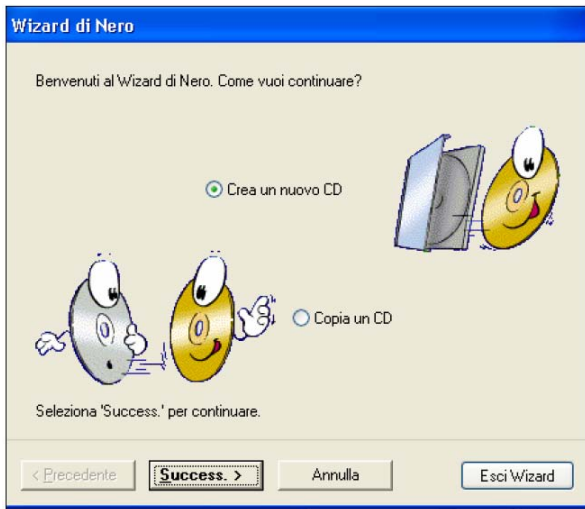 Wizard di Nero
Benvenuti al Wizard di Nero. Come vuoi continuare?
Crea un nuovo CD
Copia un CD
Seleziona 'Success.' per continuare.
< Precedente
Success. >
Annulla
Esci Wizard